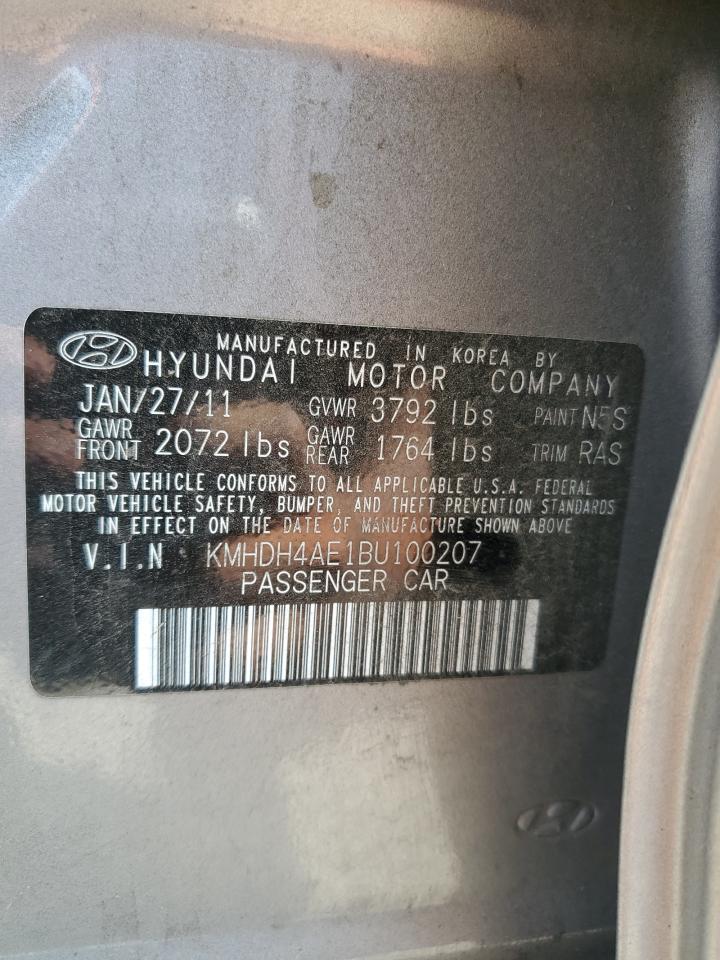 MANUFACTURED IN KOREA BY
HYUNDAI MOTOR COMPANY
JAN/27/11 GVWR 3792 lbs PAINT N5S
GAWR FRONT 2072 lbs GAWR REAR 1764 lbs TRIM RAS
THIS VEHICLE CONFORMS TO ALL APPLICABLE U.S.A. FEDERAL
MOTOR VEHICLE SAFETY, BUMPER, AND THEFT PREVENTION STANDARDS
IN EFFECT ON THE DATE OF MANUFACTURE SHOWN ABOVE
V.I.N KMHDH4AE1BU100207
PASSENGER CAR